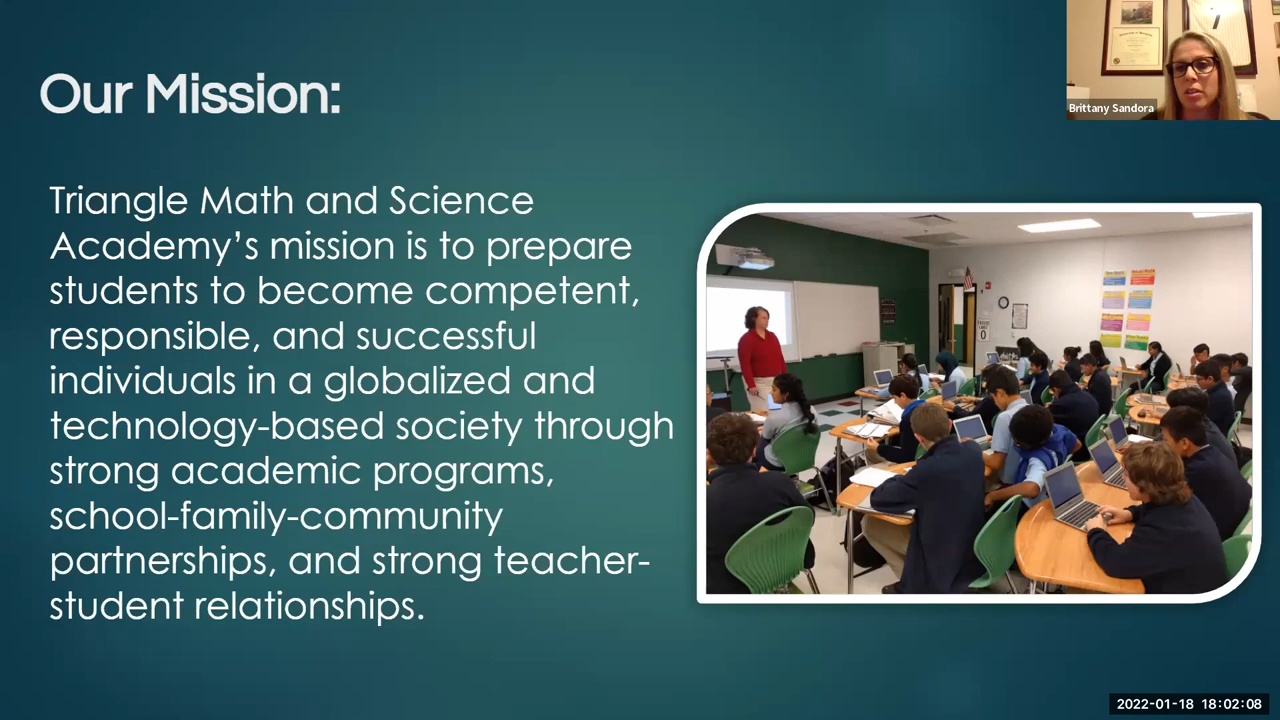 Our Mission:
Brittany Sandora
Triangle Math and Science
Academy’s mission is to prepare
students to become competent,
responsible, and successful
individuals in a globalized and
technology-based society through
strong academic programs,
school-family-community
partnerships, and strong teacher-
student relationships.
2022-01-18 18:02:08